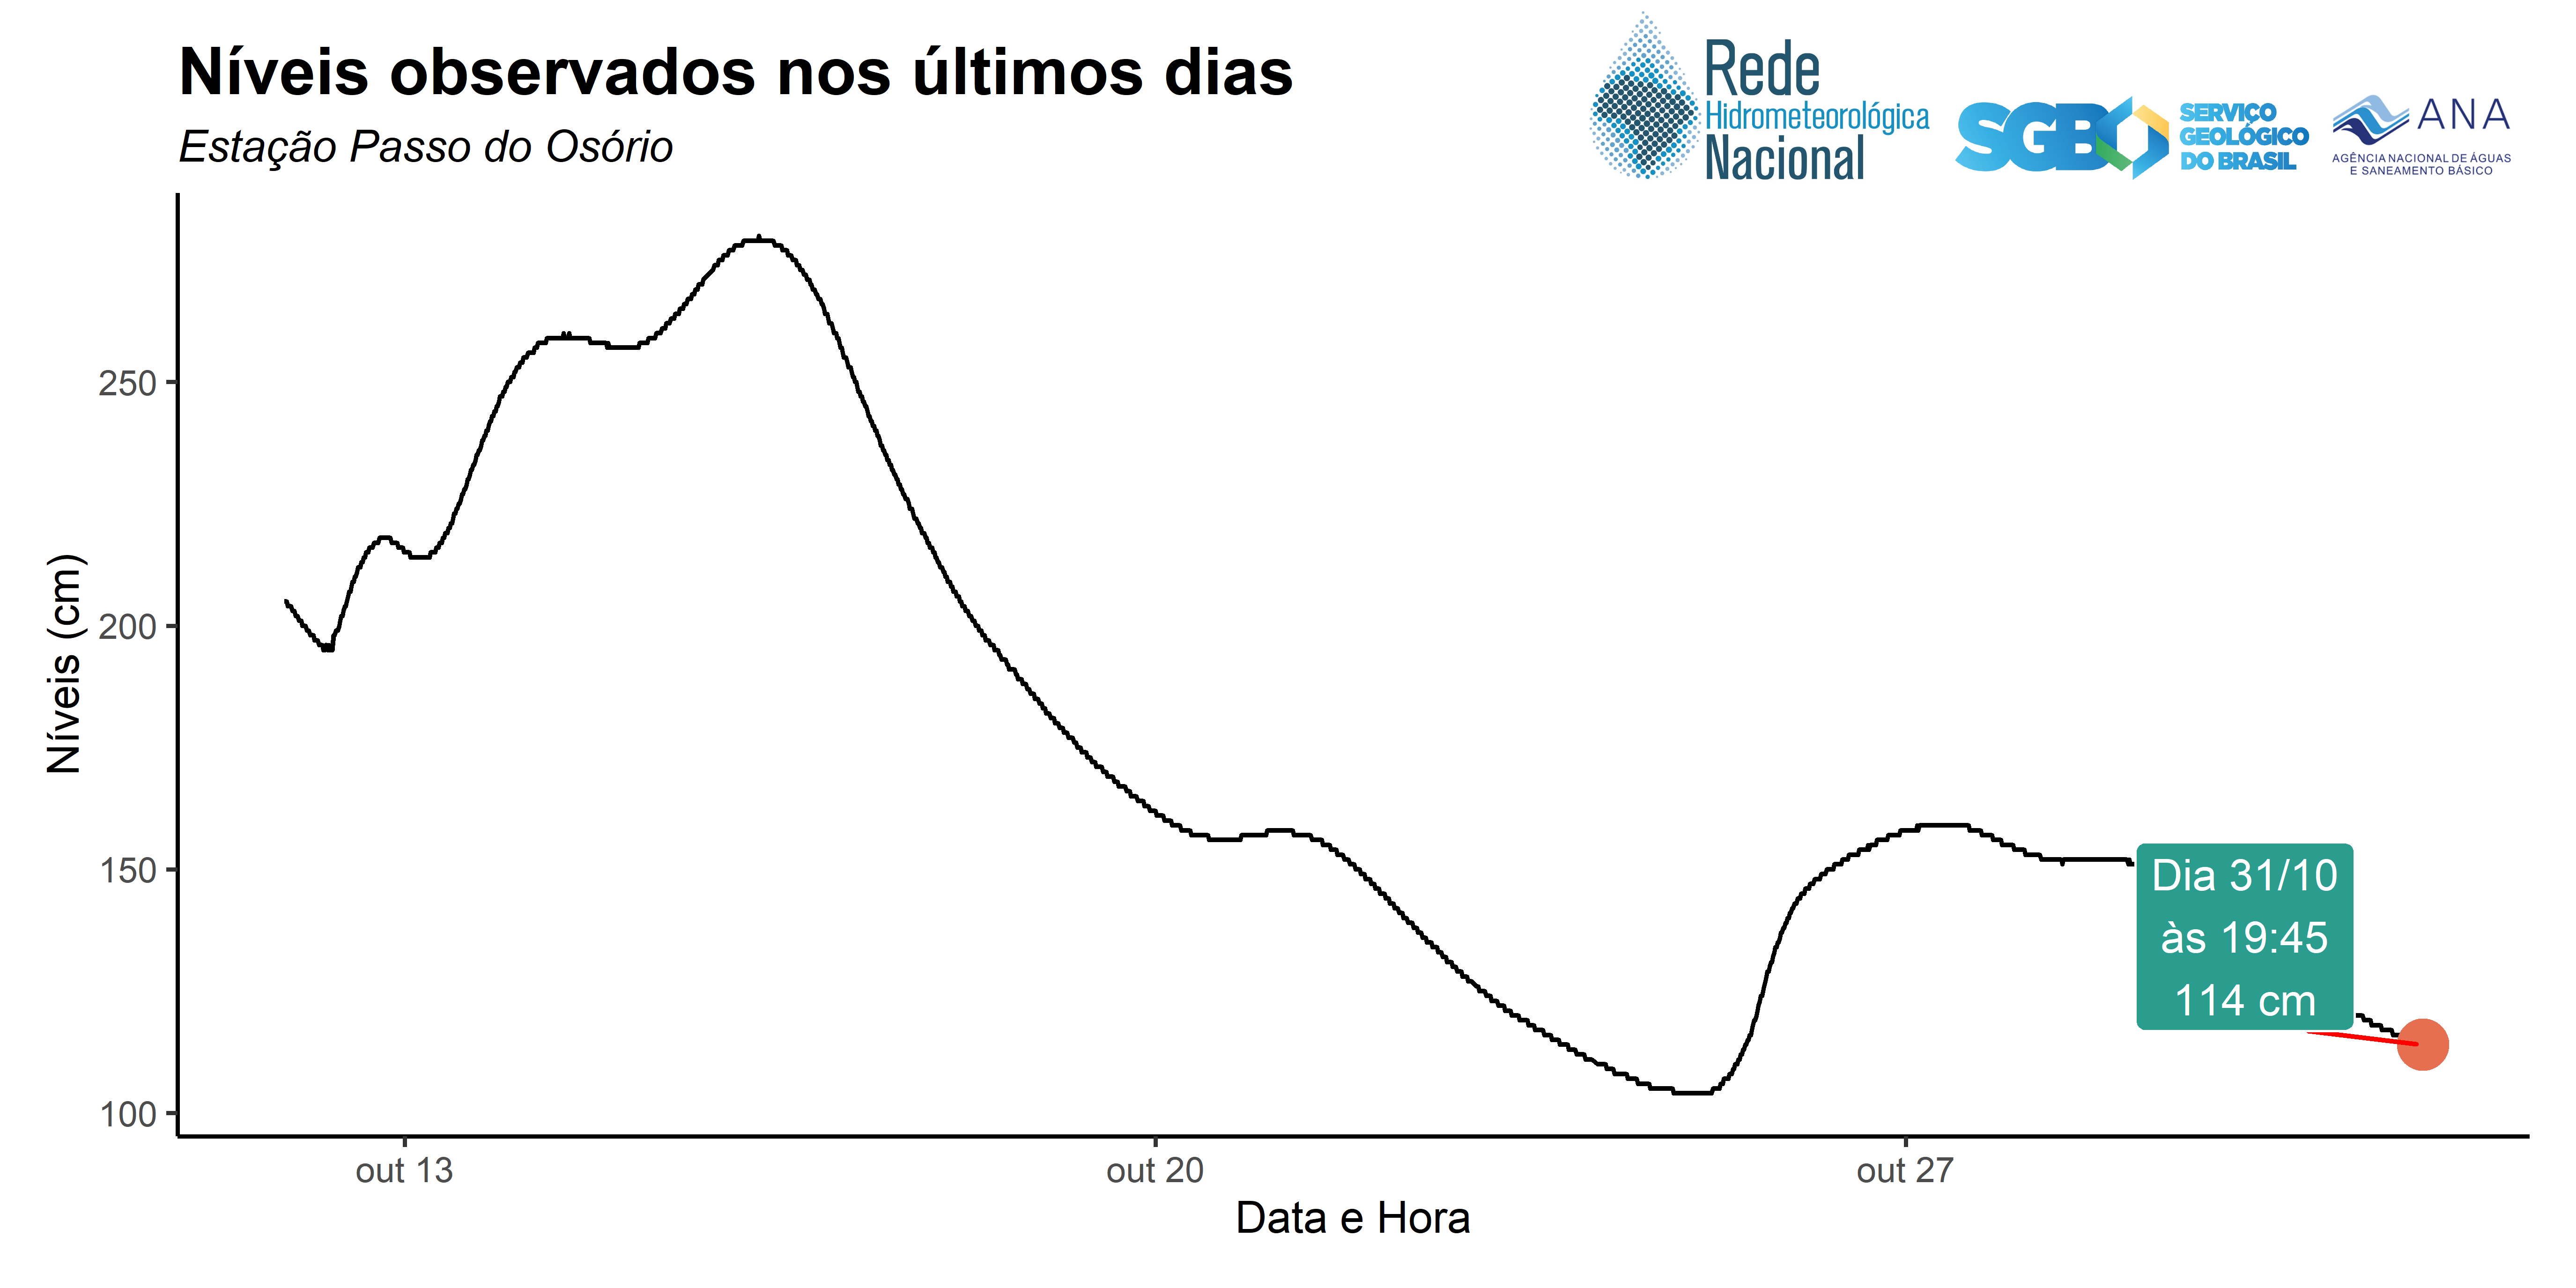 Níveis observados nos últimos dias
Estação Passo do Osório
Rede
Hidrometeorológica
Nacional
SGB
SERVIÇO
GEOLÓGICO
DO BRASIL
ANA
AGÊNCIA NACIONAL DE ÁGUAS
E SANEAMENTO BÁSICO
Níveis (cm)
250
200
150
100
Dia 31/10
às 19:45
114 cm
out 13
out 20
out 27
Data e Hora